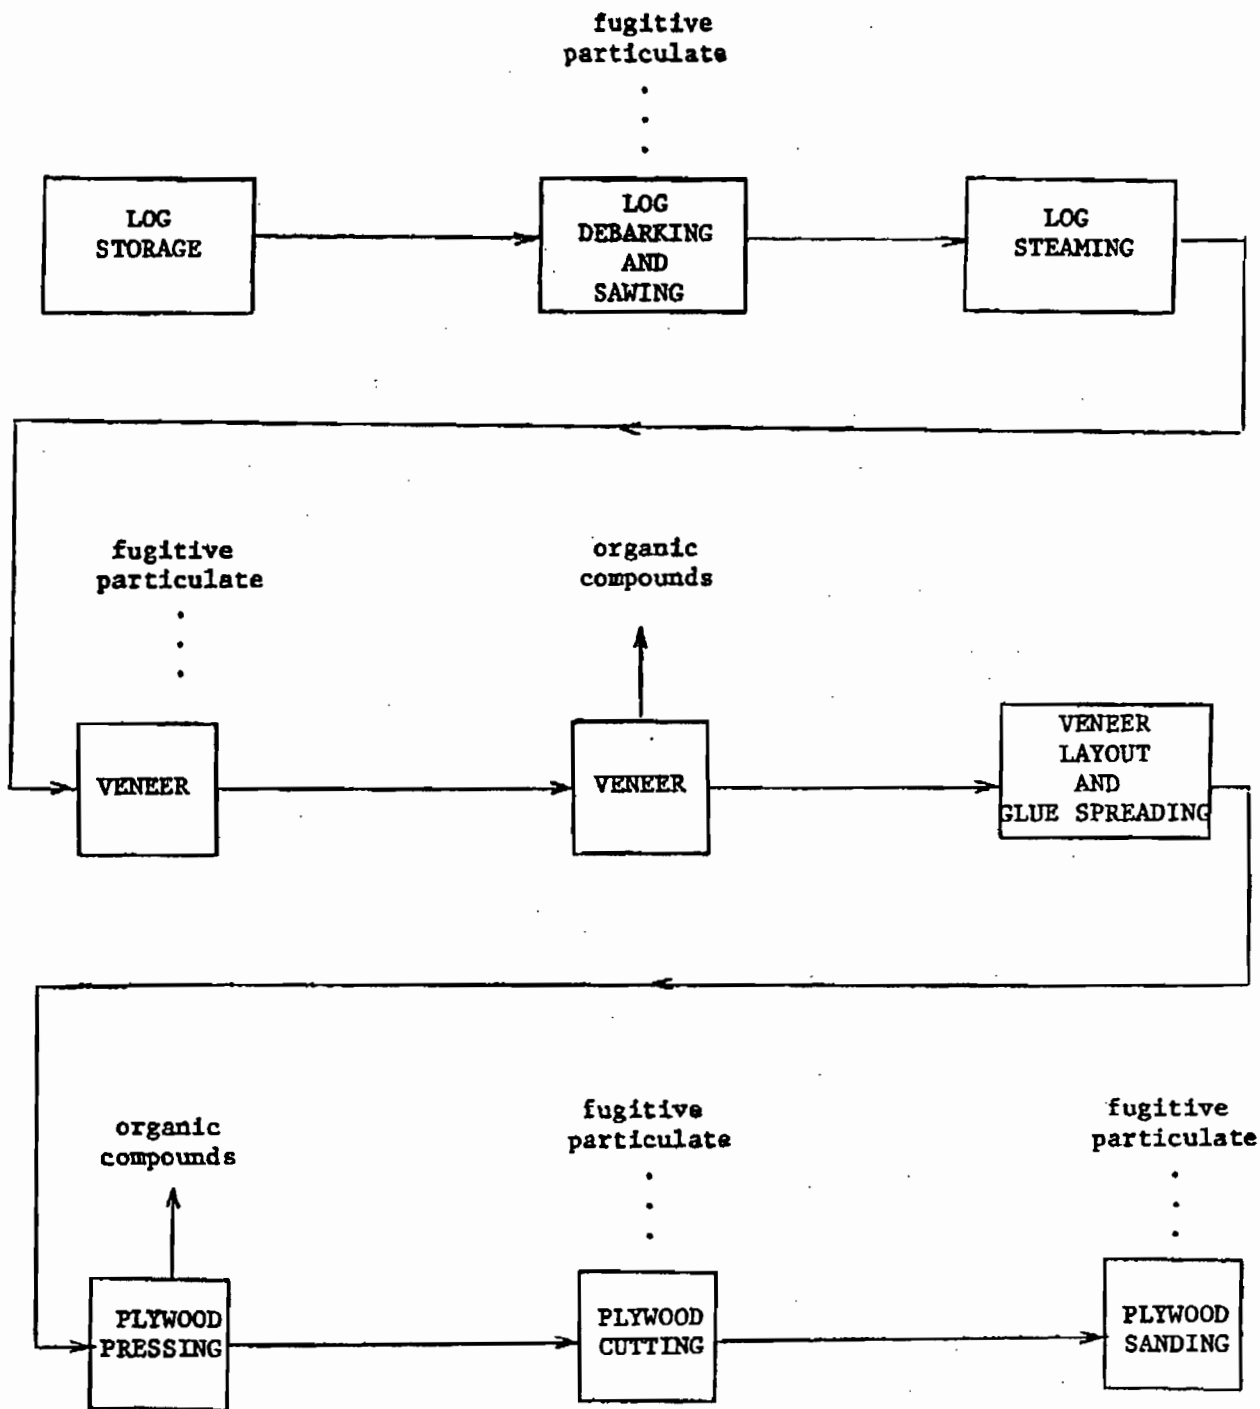 fugitive
particulate
LOG
STORAGE
LOG
DEBARKING
AND
SAWING
LOG
STEAMING
fugitive
particulate
organic
compounds
VENEER
VENEER
VENEER
LAYOUT
AND
GLUE SPREADING
organic
compounds
fugitive
particulate
fugitive
particulate
PLYWOOD
PRESSING
PLYWOOD
CUTTING
PLYWOOD
SANDING